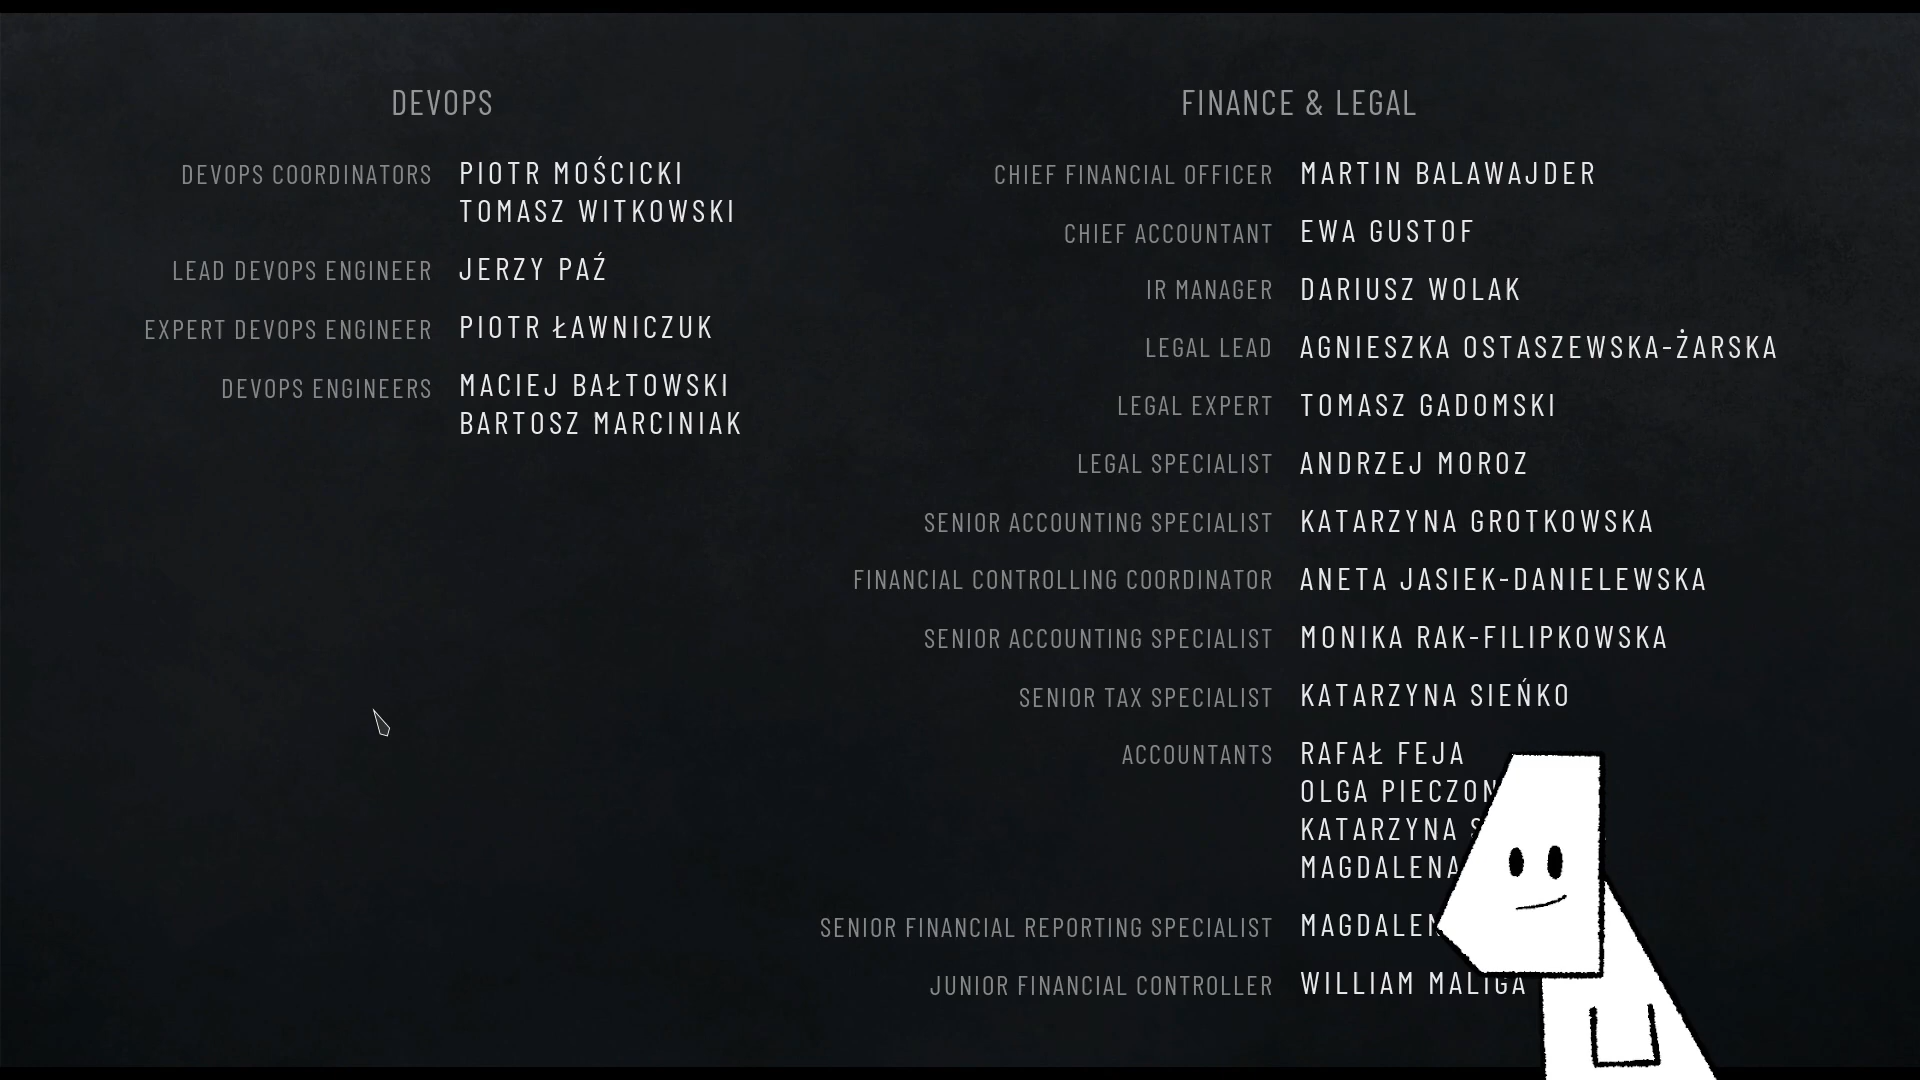 DEVOPS
DEVOPS COORDINATORS PIOTR MOŚCICKI
TOMASZ WITKOWSKI
LEAD DEVOPS ENGINEER JERZY PAŹ
EXPERT DEVOPS ENGINEER PIOTR ŁAWNICZUK
DEVOPS ENGINEERS MACIEJ BAŁTOWSKI
BARTOSZ MARCINIAK
FINANCE & LEGAL
CHIEF FINANCIAL OFFICER MARTIN BALAWAJDER
CHIEF ACCOUNTANT EWA GUSTOF
IR MANAGER DARIUSZ WOLAK
LEGAL LEAD AGNIESZKA OSTASZEWSKA-ŻARSKA
LEGAL EXPERT TOMASZ GADOMSKI
LEGAL SPECIALIST ANDRZEJ MOROZ
SENIOR ACCOUNTING SPECIALIST KATARZYNA GROTKOWSKA
FINANCIAL CONTROLLING COORDINATOR ANETA JASIEK-DANIELEWSKA
SENIOR ACCOUNTING SPECIALIST MONIKA RAK-FILIPKOWSKA
SENIOR TAX SPECIALIST KATARZYNA SIEŃKO
ACCOUNTANTS RAFAŁ FEJA
OLGA
KATARZYNA
MAGDALENA
SENIOR FINANCIAL REPORTING SPECIALIST
JUNIOR FINANCIAL CONTROLLER WILLIAM MALIGA